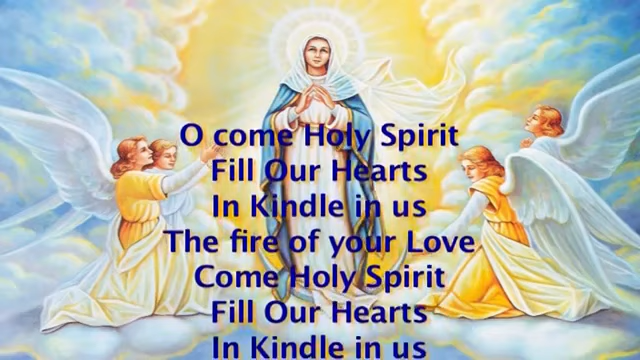 O come Holy Spirit
Fill Our Hearts
In Kindle in us
The fire of your Love
Come Holy Spirit
Fill Our Hearts
In Kindle in us